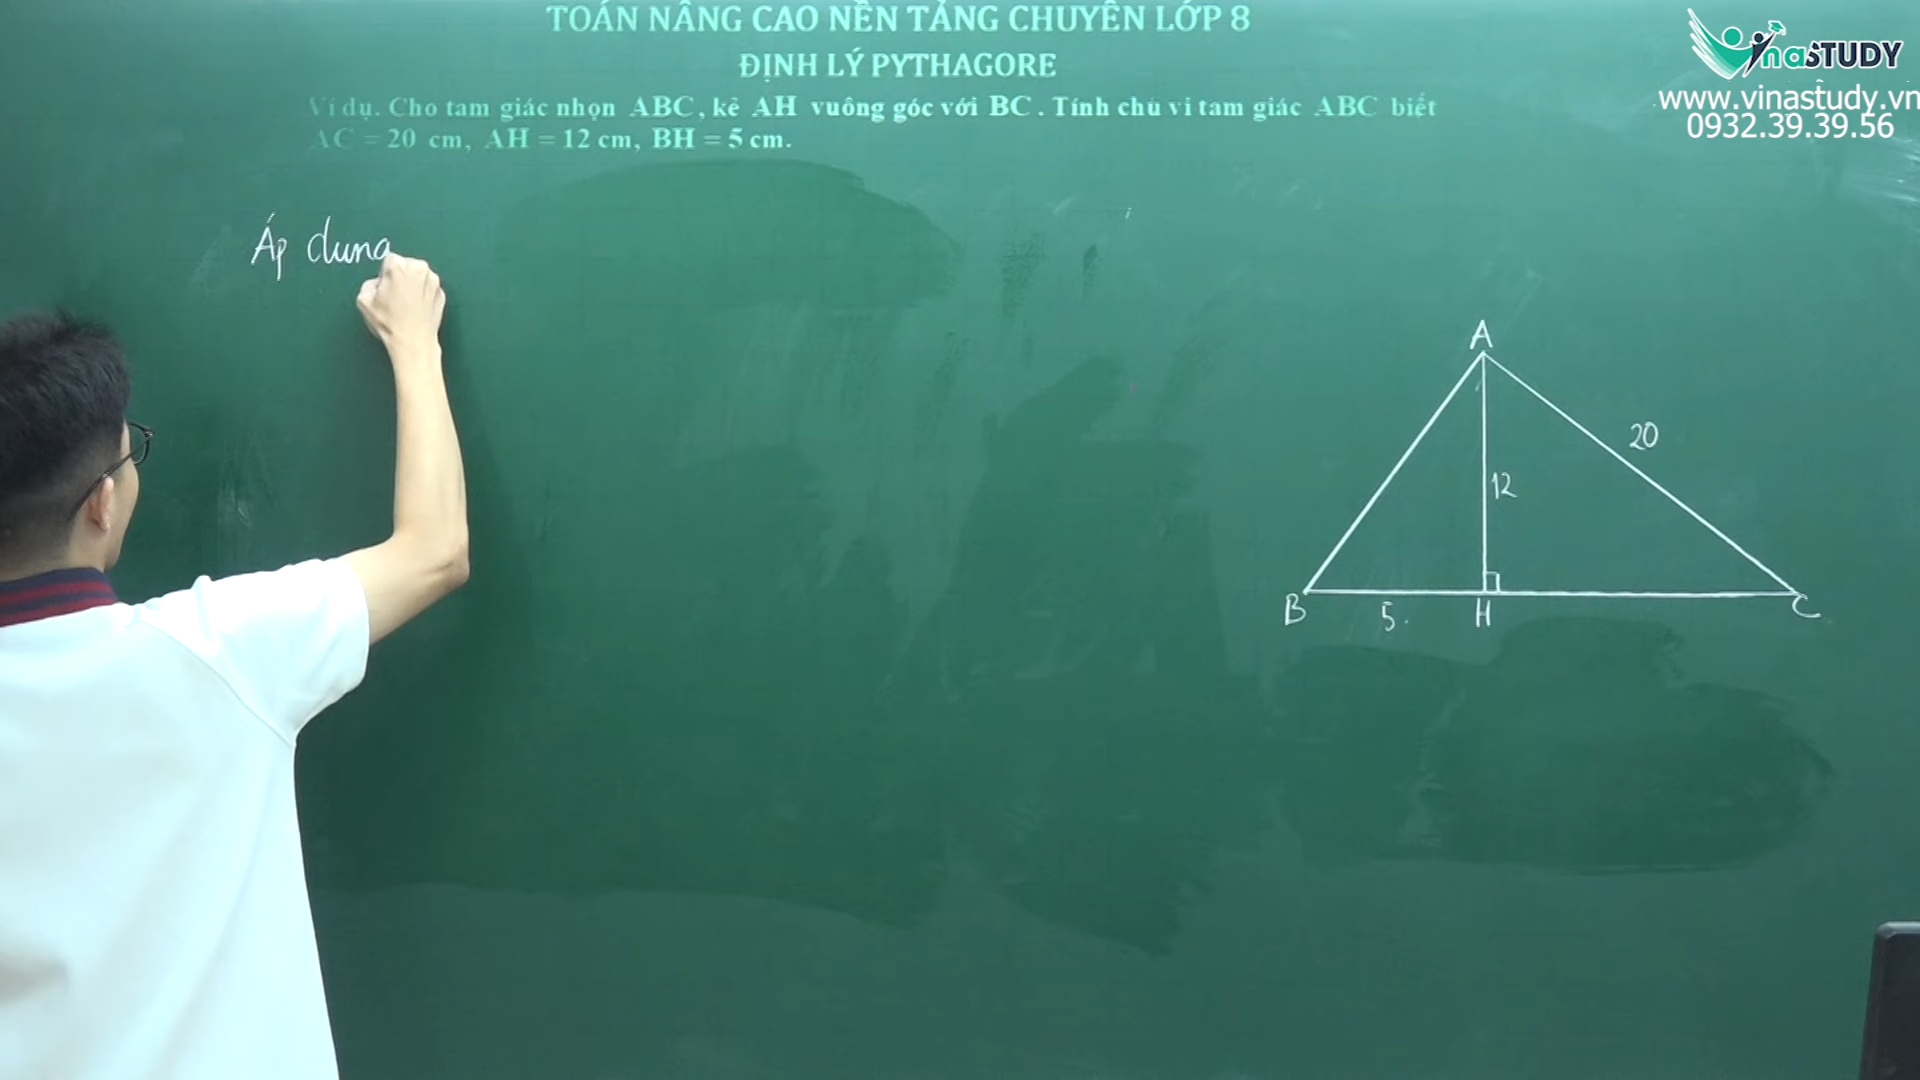 TOÁN NÂNG CAO NỀN TẢNG CHUYÊN LỚP 8
ĐỊNH LÝ PYTHAGORE
Ví dụ. Cho tam giác nhọn ABC, kẻ AH vuông góc với BC. Tính chu vi tam giác ABC biết
AC = 20 cm, AH = 12 cm, BH = 5 cm.
VinaSTUDY
www.vinastudy.vn
0932.39.39.56
Áp dung
A
20
12
B
5.
H
C